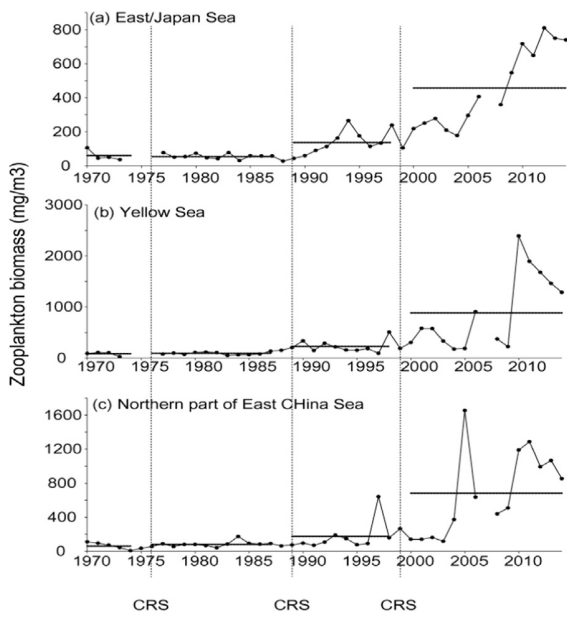 (a) East/Japan Sea
800
600
400
200
0
1970 1975 1980 1985 1990 1995 2000 2005 2010
Zooplankton biomass (mg/m3)
(b) Yellow Sea
3000
2000
1000
0
1970 1975 1980 1985 1990 1995 2000 2005 2010
(c) Northern part of East CHina Sea
1600
1200
800
400
0
1970 1975 1980 1985 1990 1995 2000 2005 2010
CRS CRS CRS